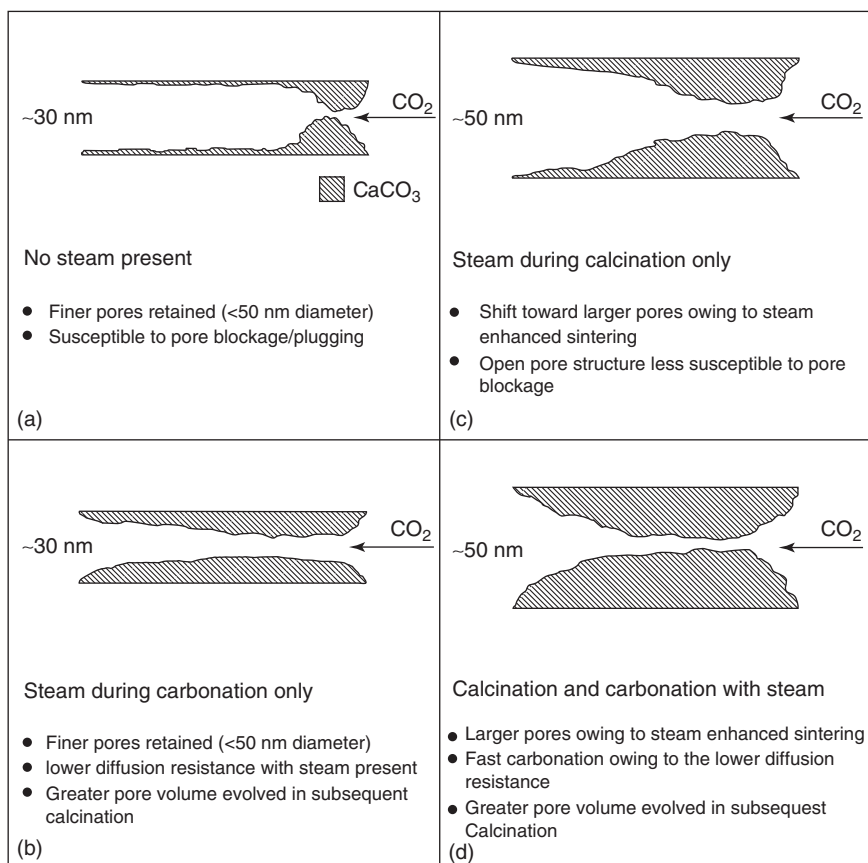 ~30 nm
CO2
CaCO3
No steam present
● Finer pores retained (<50 nm diameter)
● Susceptible to pore blockage/plugging
(a)
~50 nm
CO2
Steam during calcination only
● Shift toward larger pores owing to steam
enhanced sintering
● Open pore structure less susceptible to pore
blockage
(c)
~30 nm
CO2
Steam during carbonation only
● Finer pores retained (<50 nm diameter)
● lower diffusion resistance with steam present
● Greater pore volume evolved in subsequent
calcination
(b)
~50 nm
CO2
Calcination and carbonation with steam
● Larger pores owing to steam enhanced sintering
● Fast carbonation owing to the lower diffusion
resistance
● Greater pore volume evolved in subsequest
Calcination
(d)